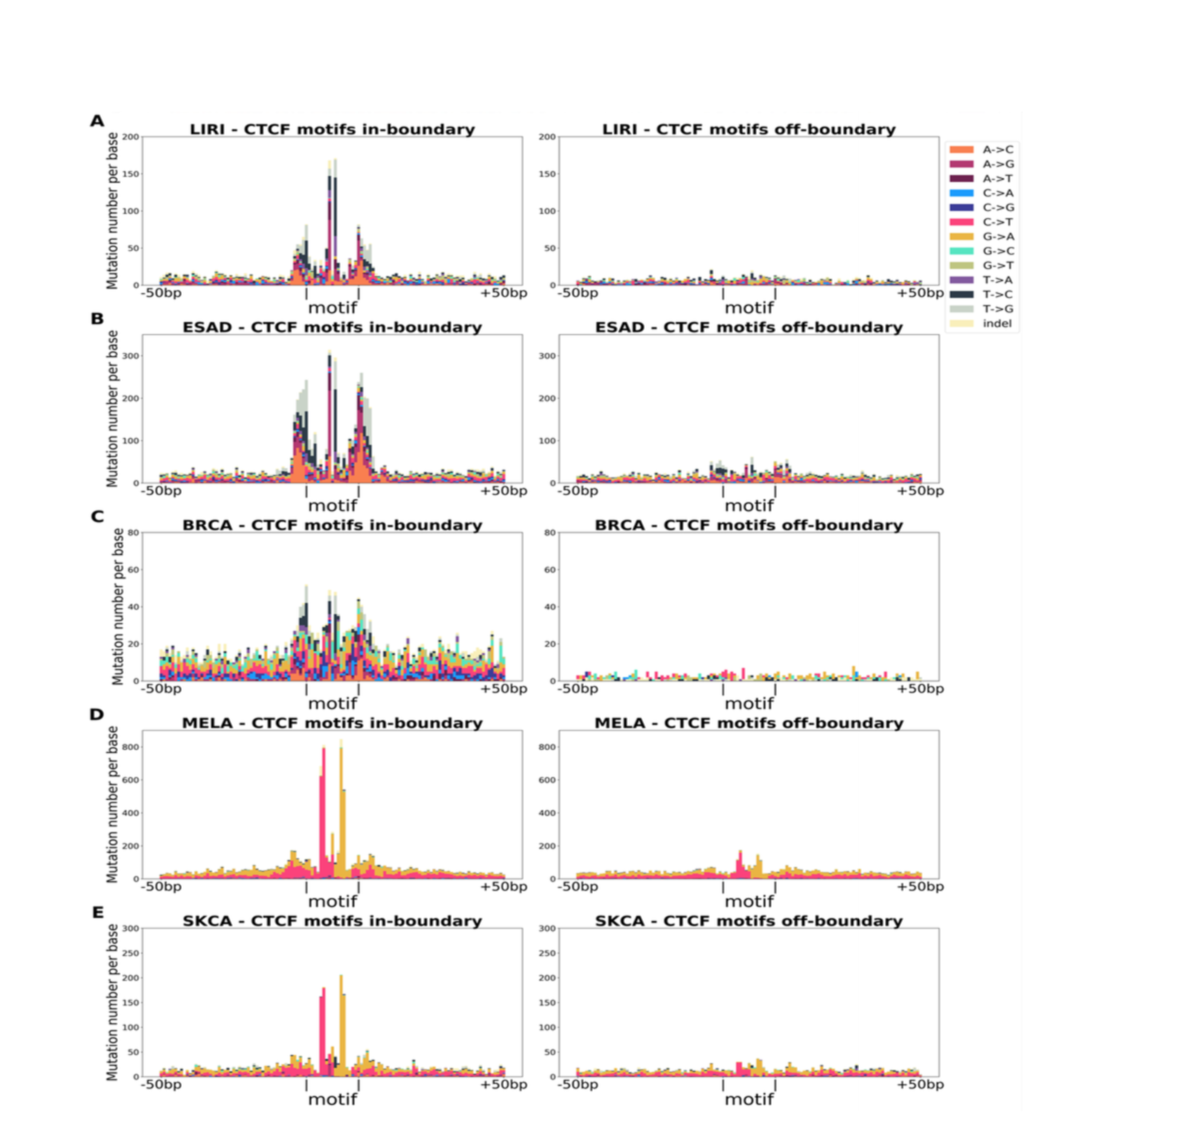 A
LIRI - CTCF motifs in-boundary
LIRI - CTCF motifs off-boundary
Mutation number per base
200
150
100
50
0
-50bp
motif
+50bp
200
150
100
50
0
-50bp
motif
+50bp
A->C
A->G
A->T
C->A
C->G
C->T
G->A
G->C
G->T
T->A
T->C
T->G
indel
B
ESAD - CTCF motifs in-boundary
ESAD - CTCF motifs off-boundary
Mutation number per base
300
200
100
0
-50bp
motif
+50bp
300
200
100
0
-50bp
motif
+50bp
C
BRCA - CTCF motifs in-boundary
BRCA - CTCF motifs off-boundary
Mutation number per base
80
60
40
20
0
-50bp
motif
+50bp
80
60
40
20
0
-50bp
motif
+50bp
D
MELA - CTCF motifs in-boundary
MELA - CTCF motifs off-boundary
Mutation number per base
800
600
400
200
0
-50bp
motif
+50bp
800
600
400
200
0
-50bp
motif
+50bp
E
SKCA - CTCF motifs in-boundary
SKCA - CTCF motifs off-boundary
Mutation number per base
300
250
200
150
100
50
0
-50bp
motif
+50bp
300
250
200
150
100
50
0
-50bp
motif
+50bp